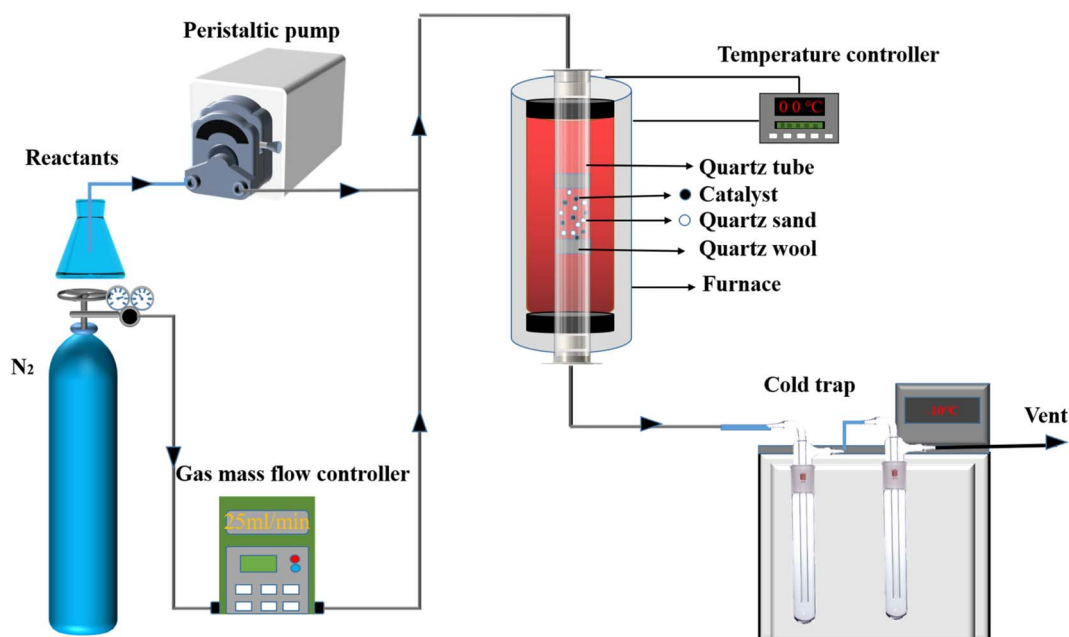 Peristaltic pump
Reactants
N₂
Gas mass flow controller
25ml/min
Temperature controller
00℃
Quartz tube
Catalyst
Quartz sand
Quartz wool
Furnace
Cold trap
-10℃
Vent